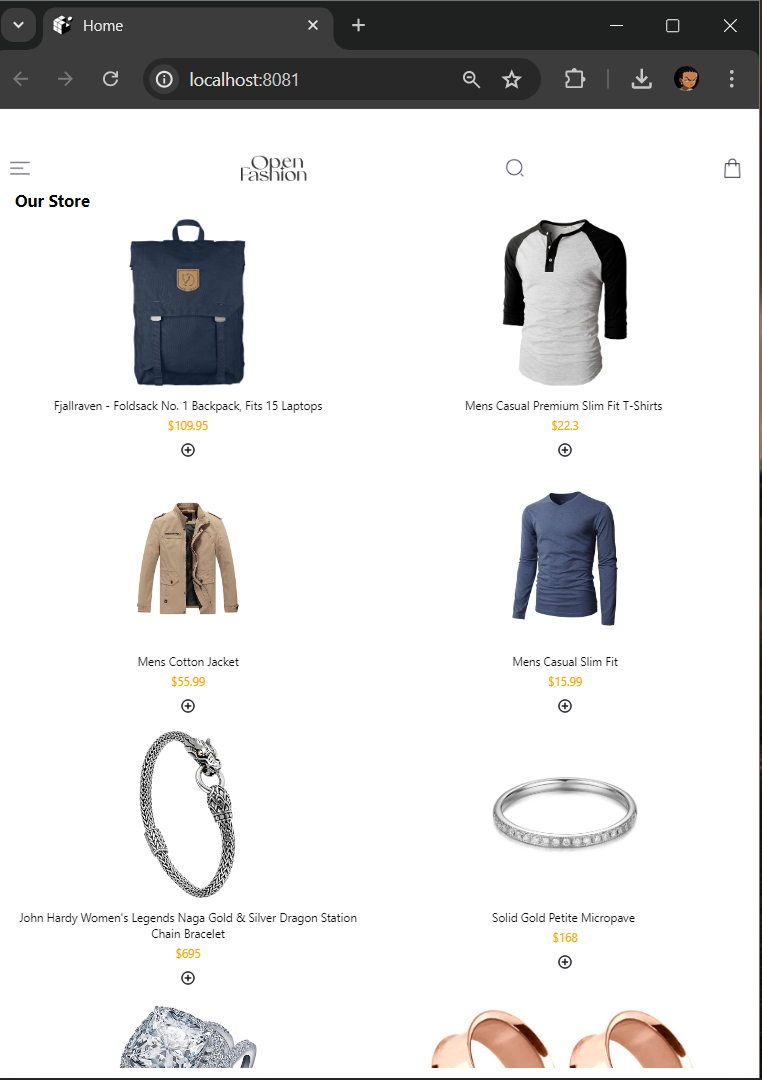 Home
localhost:8081
Open
Fashion
Our Store
Fjallraven - Foldsack No. 1 Backpack, Fits 15 Laptops
$109.95
Mens Casual Premium Slim Fit T-Shirts
$22.3
Mens Cotton Jacket
$55.99
Mens Casual Slim Fit
$15.99
John Hardy Women's Legends Naga Gold & Silver Dragon Station
Chain Bracelet
$695
Solid Gold Petite Micropave
$168